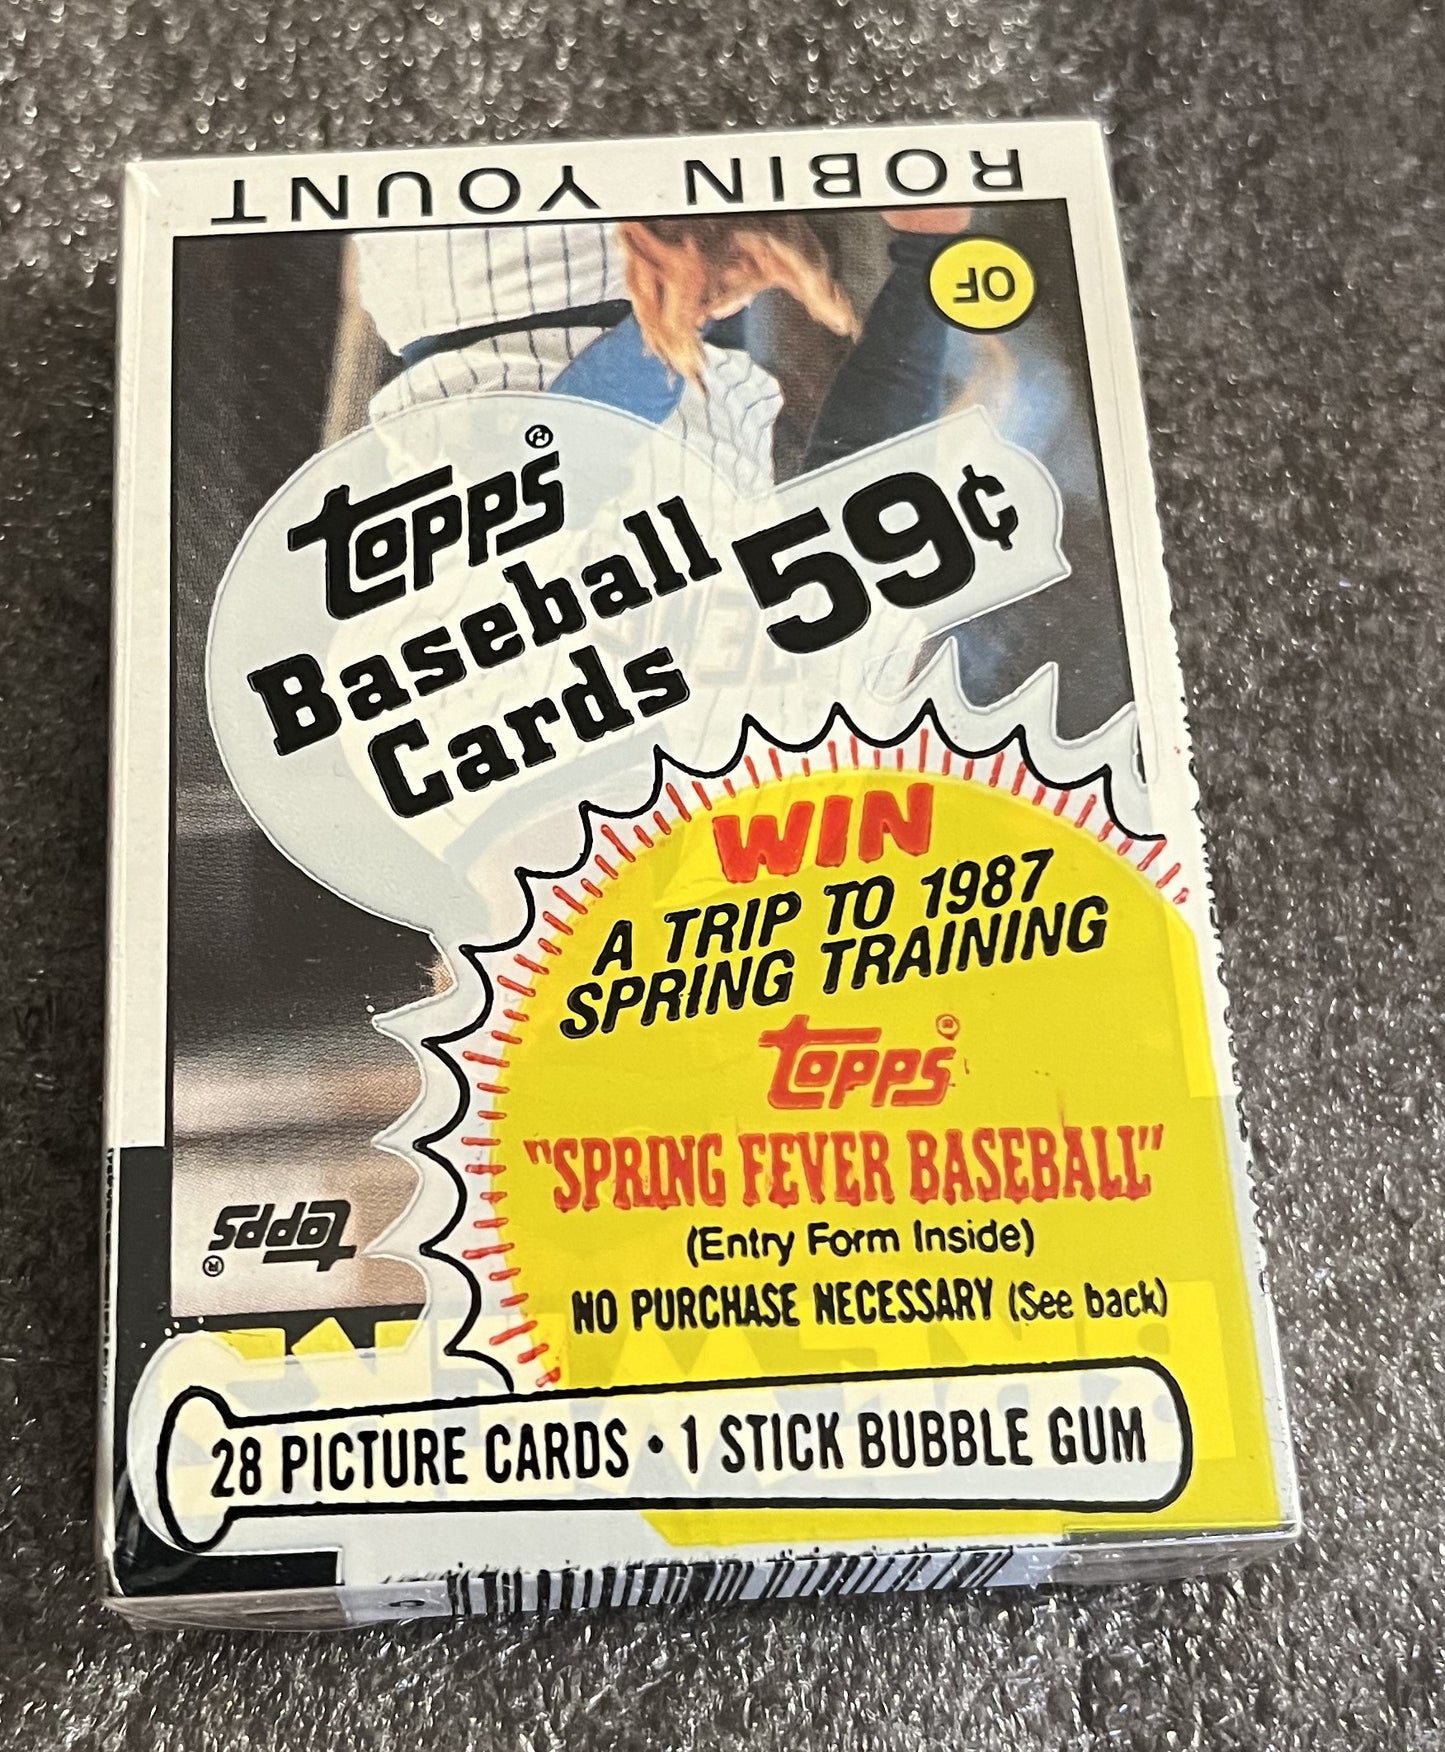 ROBIN YOUNT
OF
topps®
Baseball
Cards
59¢
WIN
A TRIP TO 1987
SPRING TRAINING
topps®
"SPRING FEVER BASEBALL"
(Entry Form Inside)
NO PURCHASE NECESSARY (See back)
topps®
BREWERS
28 PICTURE CARDS • 1 STICK BUBBLE GUM